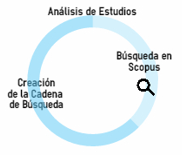 Análisis de Estudios
Búsqueda en
Scopus
Creación
de la Cadena
de Búsqueda